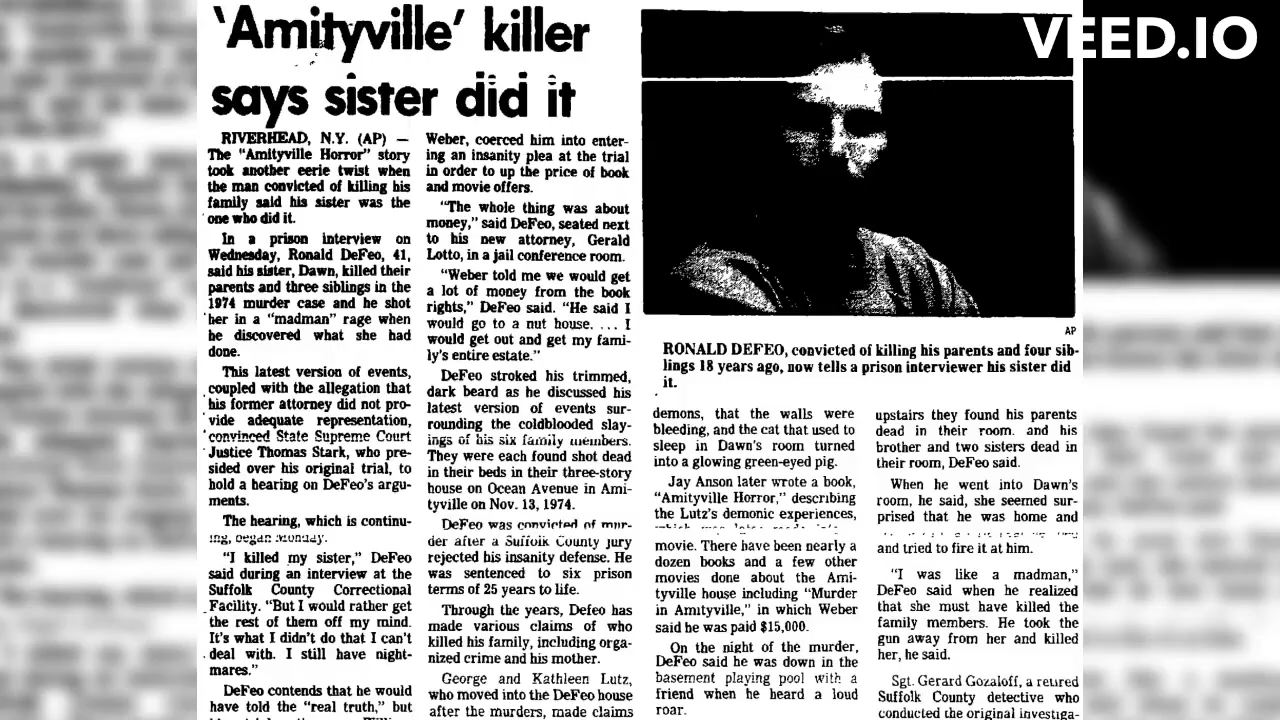 'Amityville' killer
says sister did it
RIVERHEAD, N.Y. (AP) —
The "Amityville Horror" story
took another eerie twist when
the man convicted of killing his
family said his sister was the
one who did it.
In a prison interview on
Wednesday, Ronald DeFeo, 41,
said his sister, Dawn, killed their
parents and three siblings in the
1974 murder case and he shot
her in a "madman" rage when
he discovered what she had
done.
This latest version of events,
coupled with the allegation that
his former attorney did not pro-
vide adequate representation,
convinced State Supreme Court
Justice Thomas Stark, who pre-
sided over his original trial, to
hold a hearing on DeFeo's argu-
ments.
The hearing, which is continu-
ing, began Monday.
"I killed my sister," DeFeo
said during an interview at the
Suffolk County Correctional
Facility. "But I would rather get
the rest of them off my mind.
It's what I didn't do that I can't
deal with. I still have night-
mares."
DeFeo contends that he would
have told the "real truth," but
Weber, coerced him into enter-
ing an insanity plea at the trial
in order to up the price of book
and movie offers.
"The whole thing was about
money," said DeFeo, seated next
to his new attorney, Gerald
Lotto, in a jail conference room.
"Weber told me we would get
a lot of money from the book
rights," DeFeo said. "He said I
would go to a nut house. . . . I
would get out and get my fami-
ly's entire estate."
DeFeo stroked his trimmed,
dark beard as he discussed his
latest version of events sur-
rounding the coldblooded slay-
ings of his six family members.
They were each found shot dead
in their beds in their three-story
house on Ocean Avenue in Ami-
tyville on Nov. 13, 1974.
DeFeo was convicted of mur-
der after a Suffolk County jury
rejected his insanity defense. He
was sentenced to six prison
terms of 25 years to life.
Through the years, Defeo has
made various claims of who
killed his family, including orga-
nized crime and his mother.
George and Kathleen Lutz,
who moved into the DeFeo house
after the murders, made claims
VEED.IO
AP
RONALD DEFEO, convicted of killing his parents and four sib-
lings 18 years ago, now tells a prison interviewer his sister did
it.
demons, that the walls were
bleeding, and the cat that used to
sleep in Dawn's room turned
into a glowing green-eyed pig.
Jay Anson later wrote a book,
"Amityville Horror," describing
the Lutz's demonic experiences,
movie. There have been nearly a
dozen books and a few other
movies done about the Ami-
tyville house including "Murder
in Amityville," in which Weber
said he was paid $15,000.
On the night of the murder,
DeFeo said he was down in the
basement playing pool with a
friend when he heard a loud
roar.
upstairs they found his parents
dead in their room. and his
brother and two sisters dead in
their room, DeFeo said.
When he went into Dawn's
room, he said, she seemed sur-
prised that he was home and
and tried to fire it at him.
"I was like a madman,"
DeFeo said when he realized
that she must have killed the
family members. He took the
gun away from her and killed
her, he said.
Sgt. Gerard Gozaloff, a retired
Suffolk County detective who
conducted the original investiga-